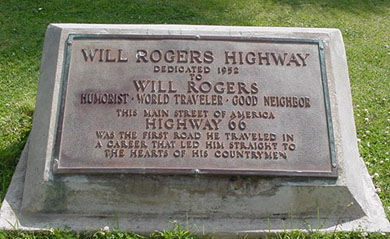 WILL ROGERS HIGHWAY
DEDICATED 1952
TO
WILL ROGERS
HUMORIST · WORLD TRAVELER · GOOD NEIGHBOR
THIS MAIN STREET OF AMERICA
HIGHWAY 66
WAS THE FIRST ROAD HE TRAVELED IN
A CAREER THAT LED HIM STRAIGHT TO
THE HEARTS OF HIS COUNTRYMEN